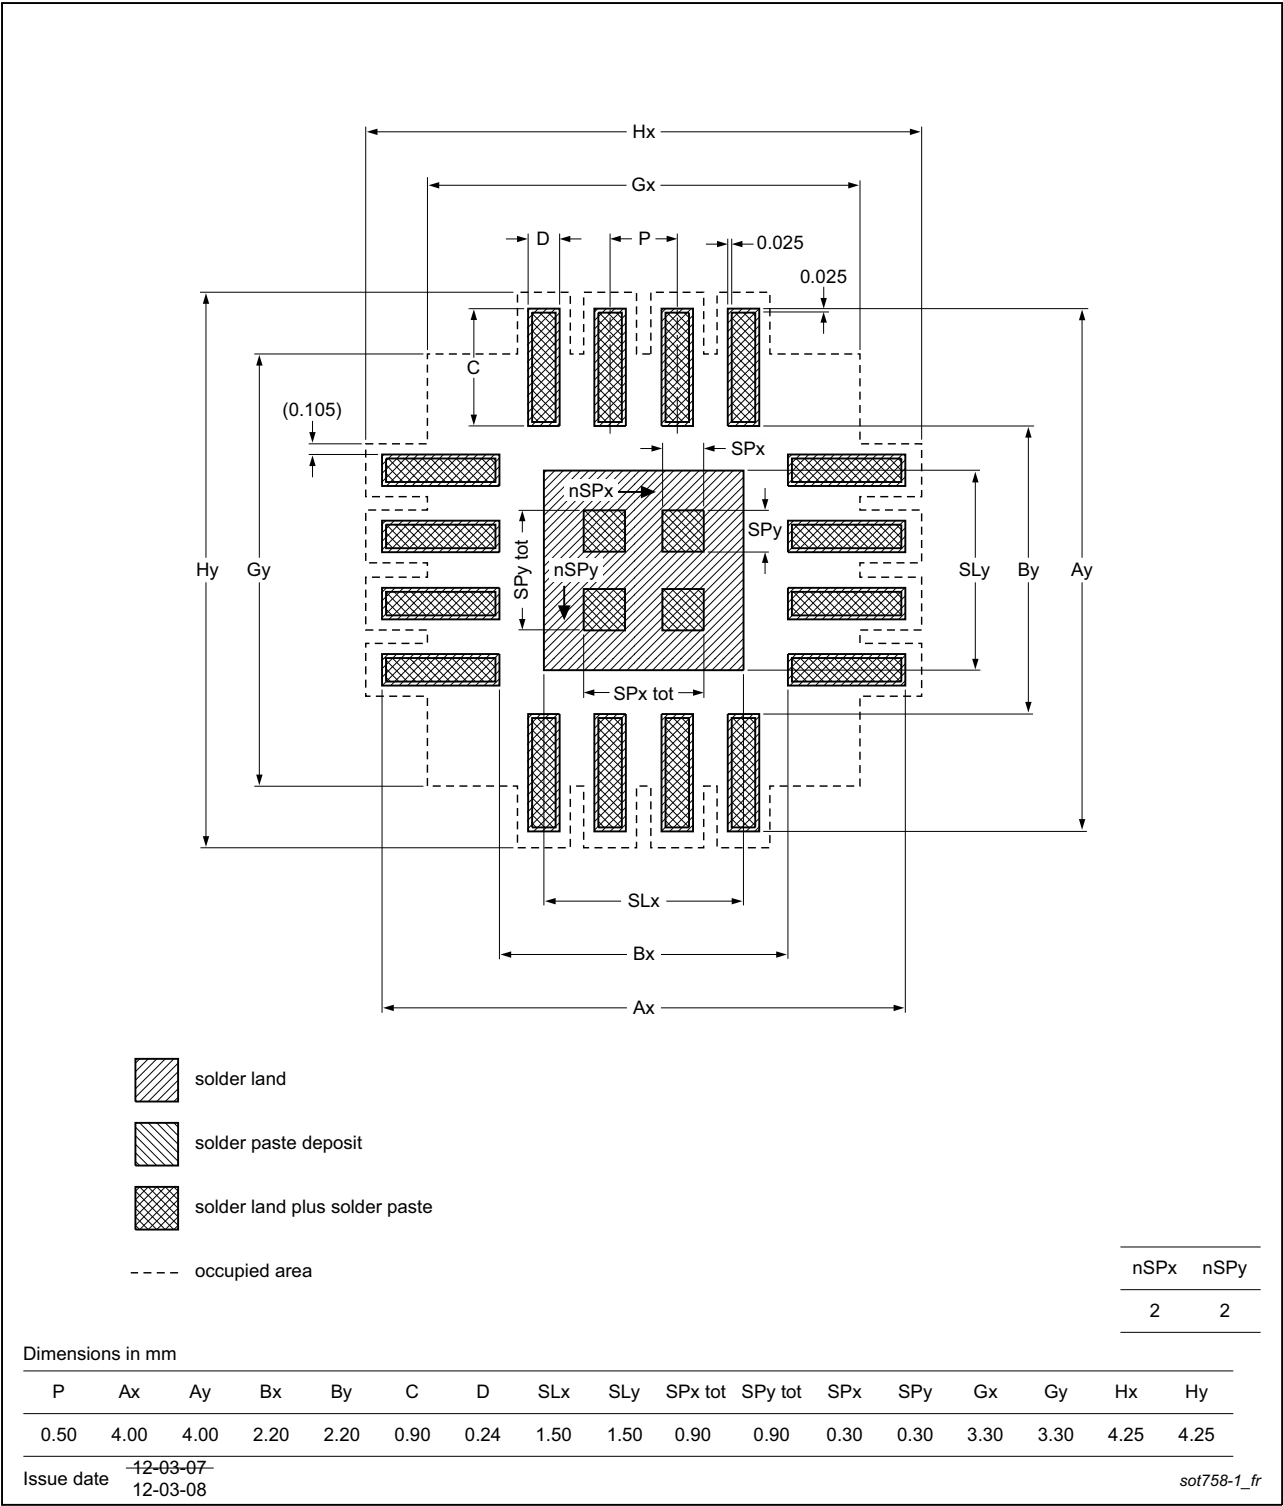 Hx
Gx
D
P
0.025
0.025
C
(0.105)
SPx
nSPx
SPy
SPy tot
nSPy
Hy
Gy
SLy
By
Ay
SPx tot
SLx
Bx
Ax
solder land
solder paste deposit
solder land plus solder paste
occupied area
nSPx nSPy
2 2
Dimensions in mm
P Ax Ay Bx By C D SLx SLy SPx tot SPy tot SPx SPy Gx Gy Hx Hy
0.50 4.00 4.00 2.20 2.20 0.90 0.24 1.50 1.50 0.90 0.90 0.30 0.30 3.30 3.30 4.25 4.25
Issue date
12-03-07
12-03-08
sot758-1_fr